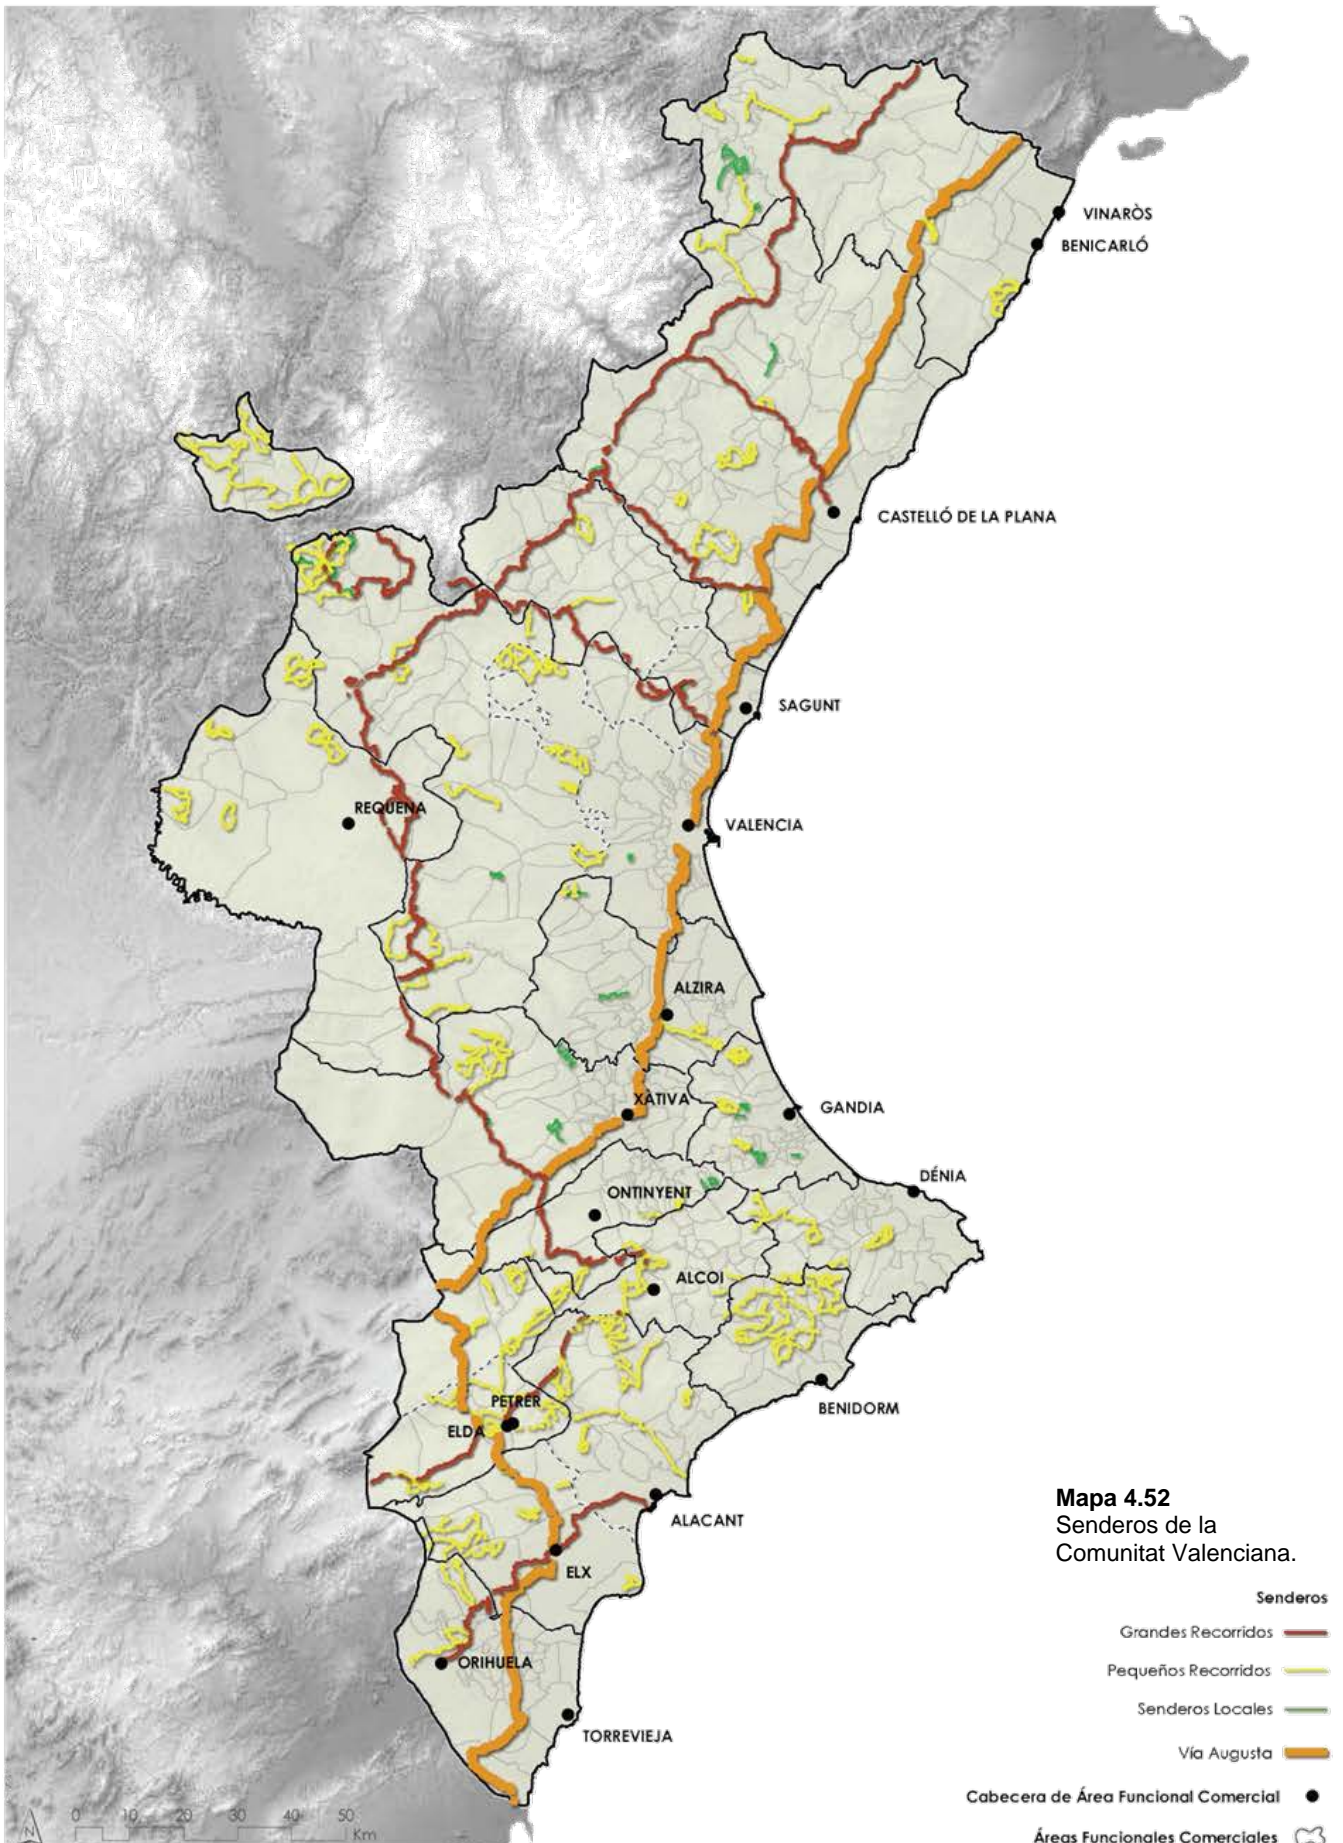 VINARÒS
BENICARLÓ
CASTELLÓ DE LA PLANA
SAGUNT
REQUENA
VALENCIA
ALZIRA
XÀTIVA
GANDIA
DÉNIA
ONTINYENT
ALCOI
BENIDORM
PETRER
ELDA
ALACANT
ELX
ORIHUELA
TORREVIEJA
Mapa 4.52
Senderos de la
Comunitat Valenciana.
Senderos
Grandes Recorridos
Pequeños Recorridos
Senderos Locales
Vía Augusta
Cabecera de Área Funcional Comercial
Áreas Funcionales Comerciales
N 0 10 20 30 40 50
Km